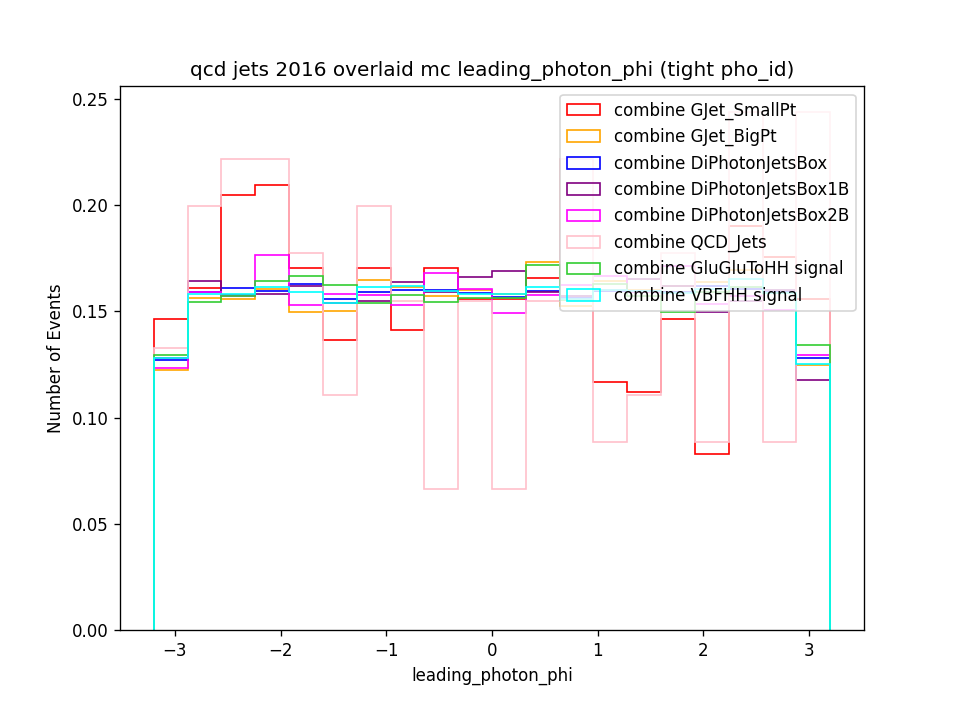 qcd jets 2016 overlaid mc leading_photon_phi (tight pho_id)
0.25
0.20
0.15
0.10
0.05
0.00
Number of Events
combine GJet_SmallPt
combine GJet_BigPt
combine DiPhotonJetsBox
combine DiPhotonJetsBox1B
combine DiPhotonJetsBox2B
combine QCD_Jets
combine GluGluToHH signal
combine VBFHH signal
−3
−2
−1
0
1
2
3
leading_photon_phi